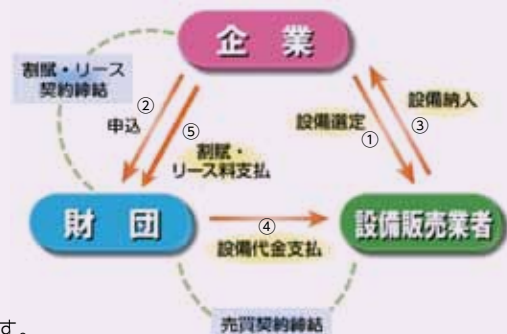 企業
割賦・リース
契約締結
②
申込
⑤
割賦・
リース料支払
設備選定
①
設備納入
③
財団
④
設備代金支払
設備販売業者
売買契約締結
す。